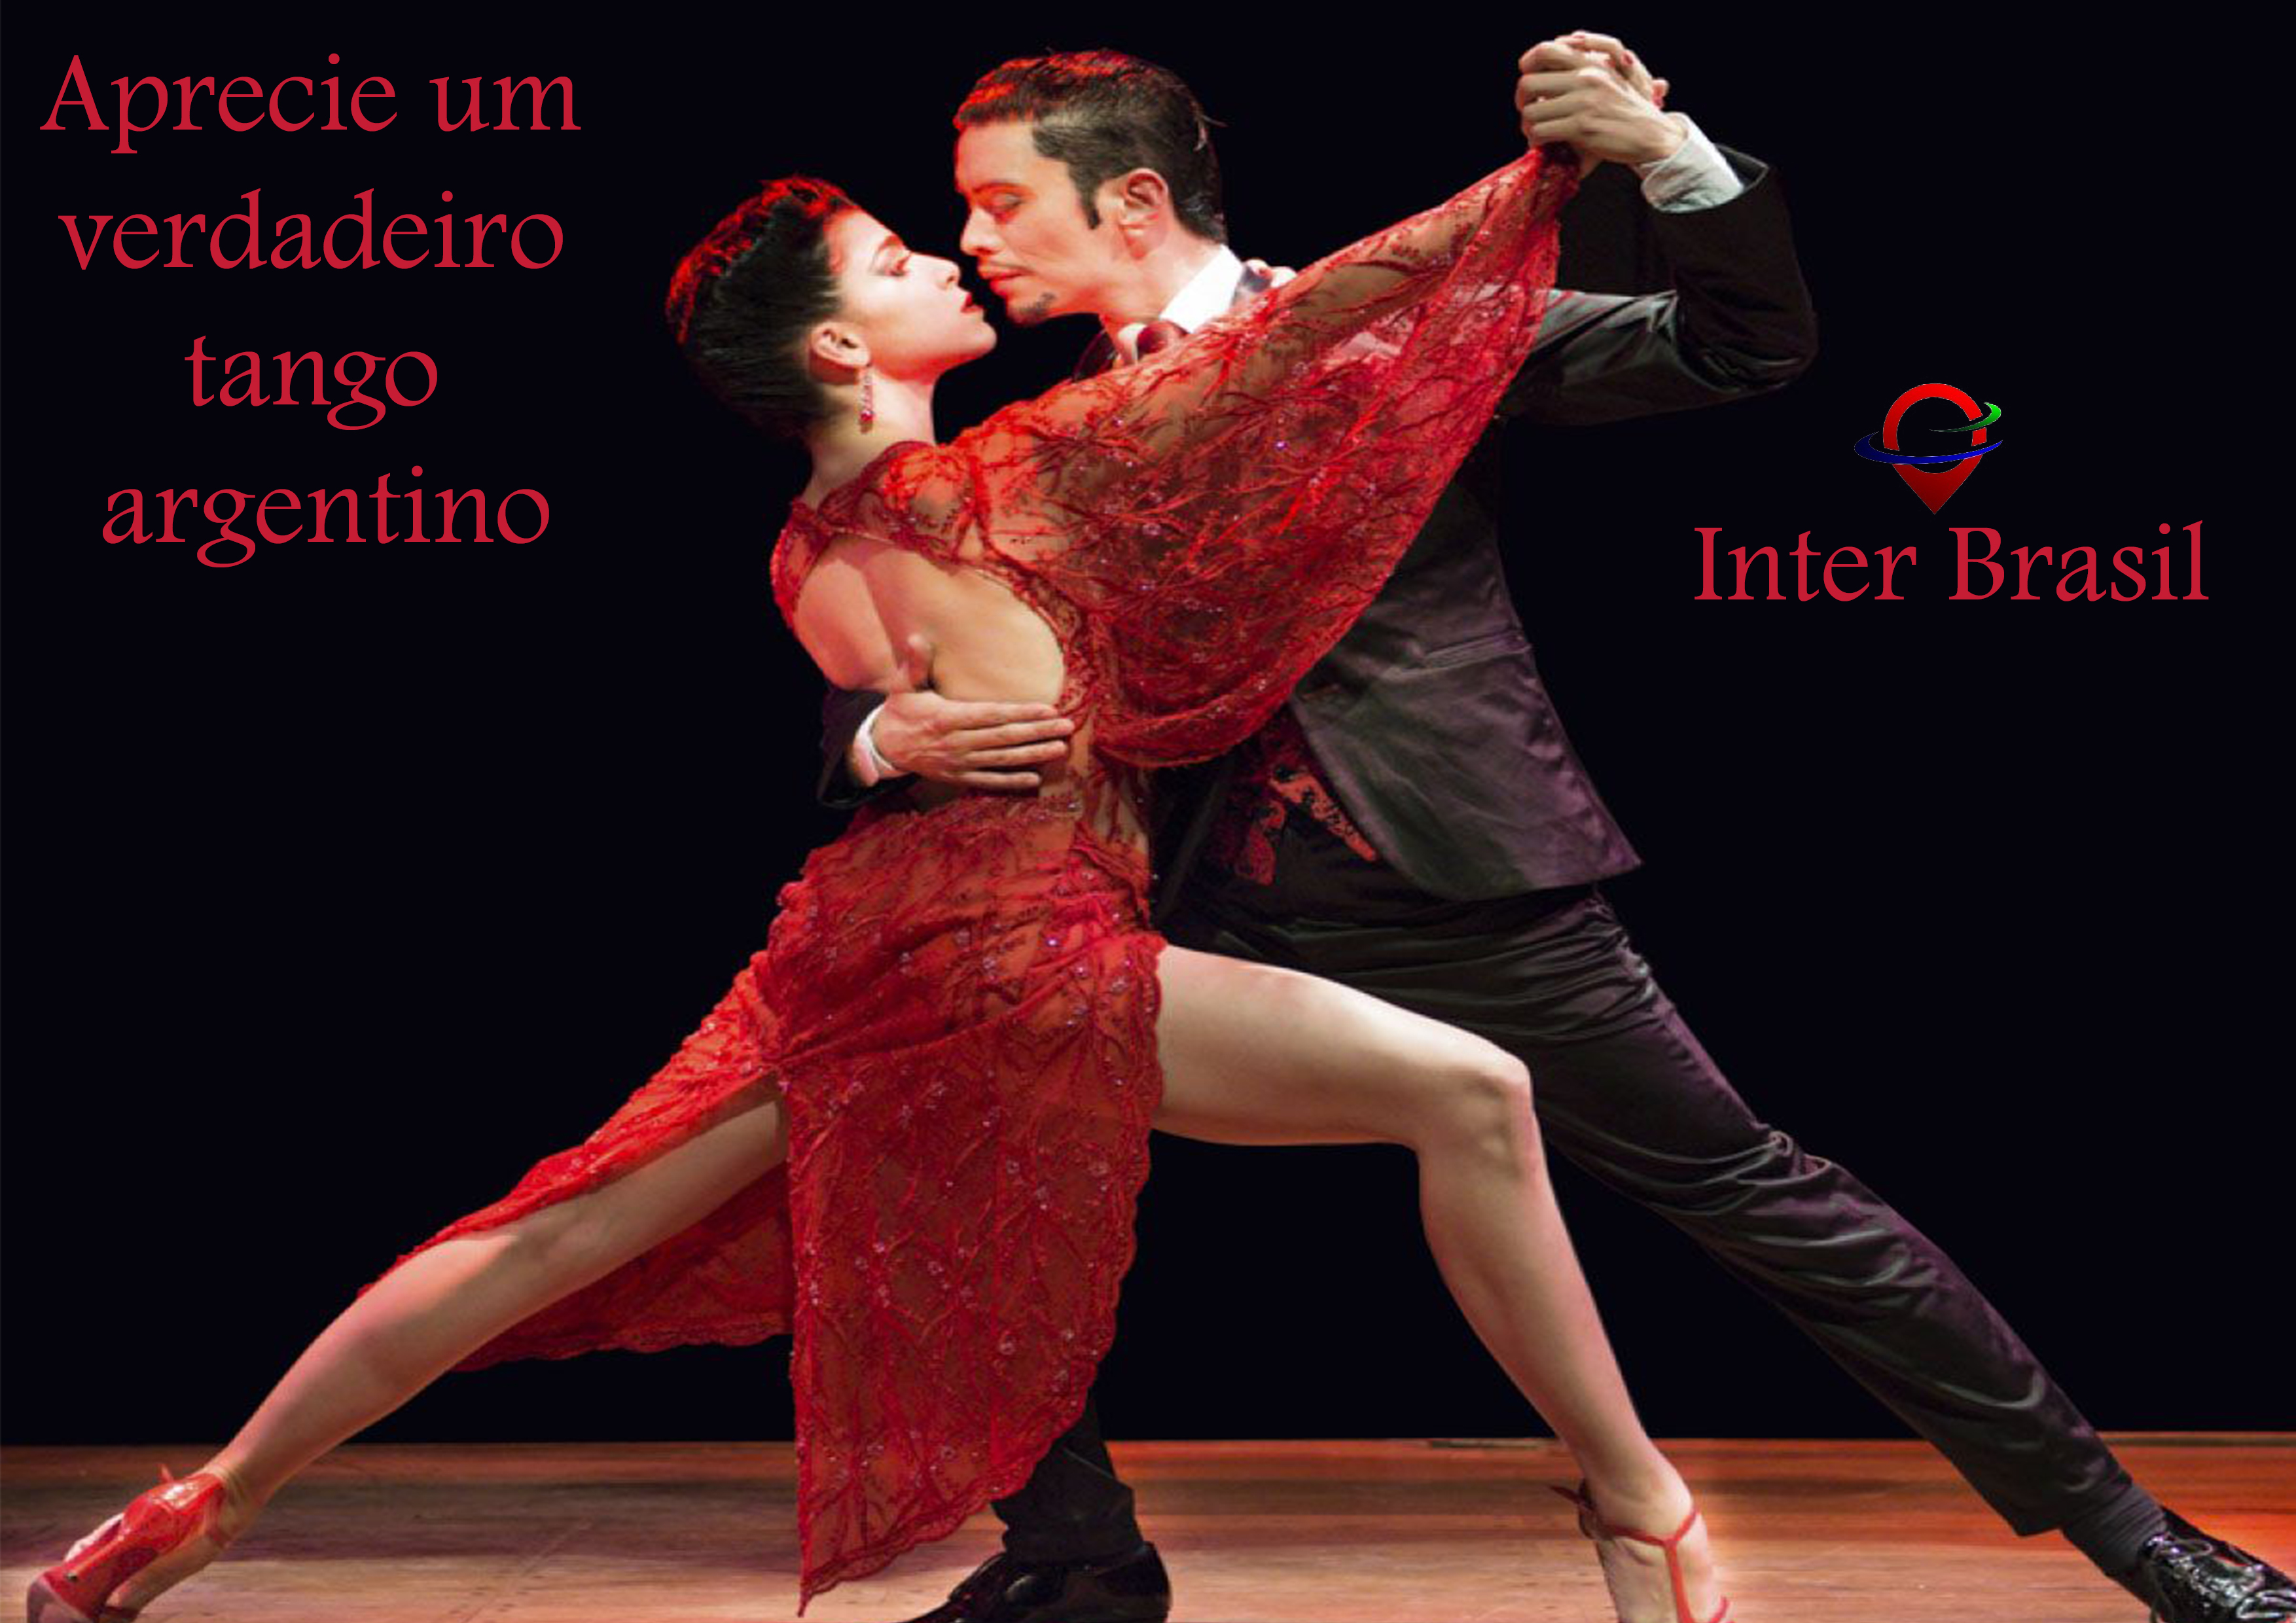 Aprecie um
verdadeiro
tango
argentino
Inter Brasil